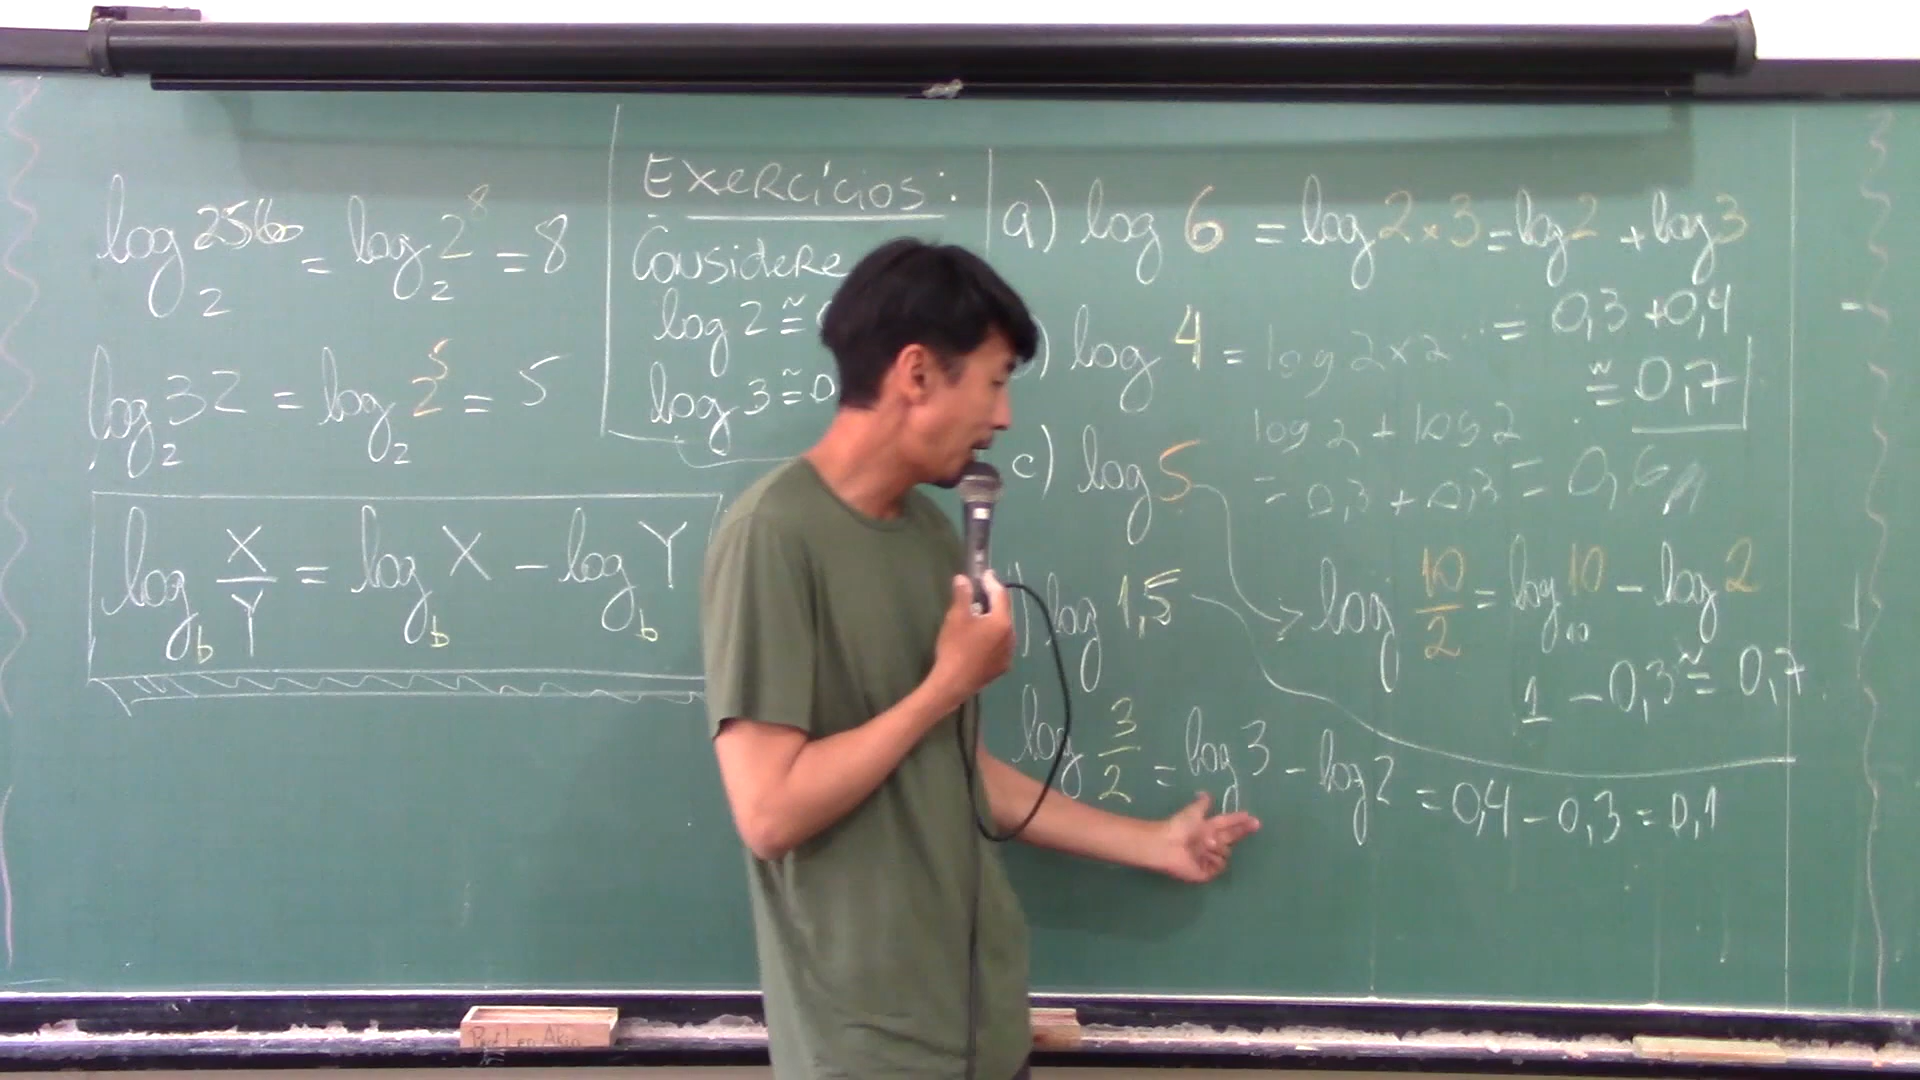 log₂ 256 = log₂ 2⁸ = 8
log₂ 32 = log₂ 2⁵ = 5
log_b X/Y = log_b X - log_b Y
Exercícios:
Considere
log 2 ≅
log 3 ≅ 0
a) log 6 = log 2 × 3 = log 2 + log 3
= 0,3 + 0,4
≅ 0,7
) log 4 = log 2 x 2
log 2 + log 2
= 0,3 + 0,3 = 0,6
c) log 5
log 10/2 = log₁₀ 10 - log 2
1 - 0,3 ≅ 0,7
) log 1,5
log 3/2 = log 3 - log 2 = 0,4 - 0,3 = 0,1